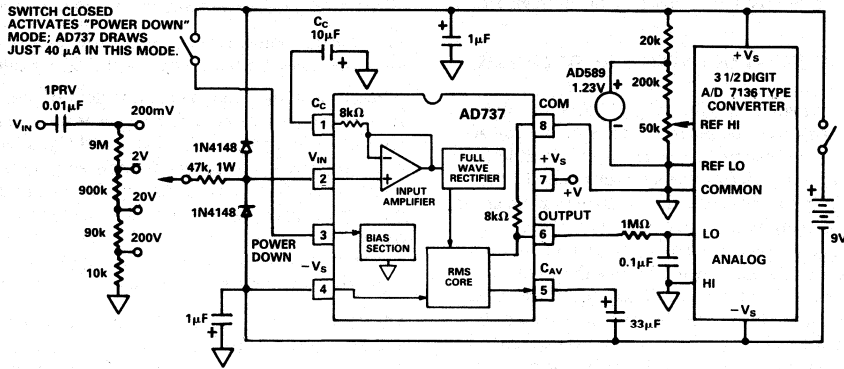 SWITCH CLOSED
ACTIVATES "POWER DOWN"
MODE; AD737 DRAWS
JUST 40 µA IN THIS MODE.
CC
10µF
+
1µF
+
20k
+VS
AD589
1.23V
+
−
200k
50k
3 1/2 DIGIT
A/D 7136 TYPE
CONVERTER
REF HI
REF LO
COMMON
LO
ANALOG
HI
−VS
+
9V
1PRV
0.01µF
VIN
200mV
9M
2V
900k
20V
90k
200V
10k
47k, 1W
1N4148
1N4148
1µF
+
CC
1
8kΩ
AD737
COM
8
VIN
2
−
+
INPUT
AMPLIFIER
FULL
WAVE
RECTIFIER
+VS
7
+V
8kΩ
OUTPUT
6
3
POWER
DOWN
BIAS
SECTION
−VS
4
RMS
CORE
CAV
5
1MΩ
0.1µF
+
33µF